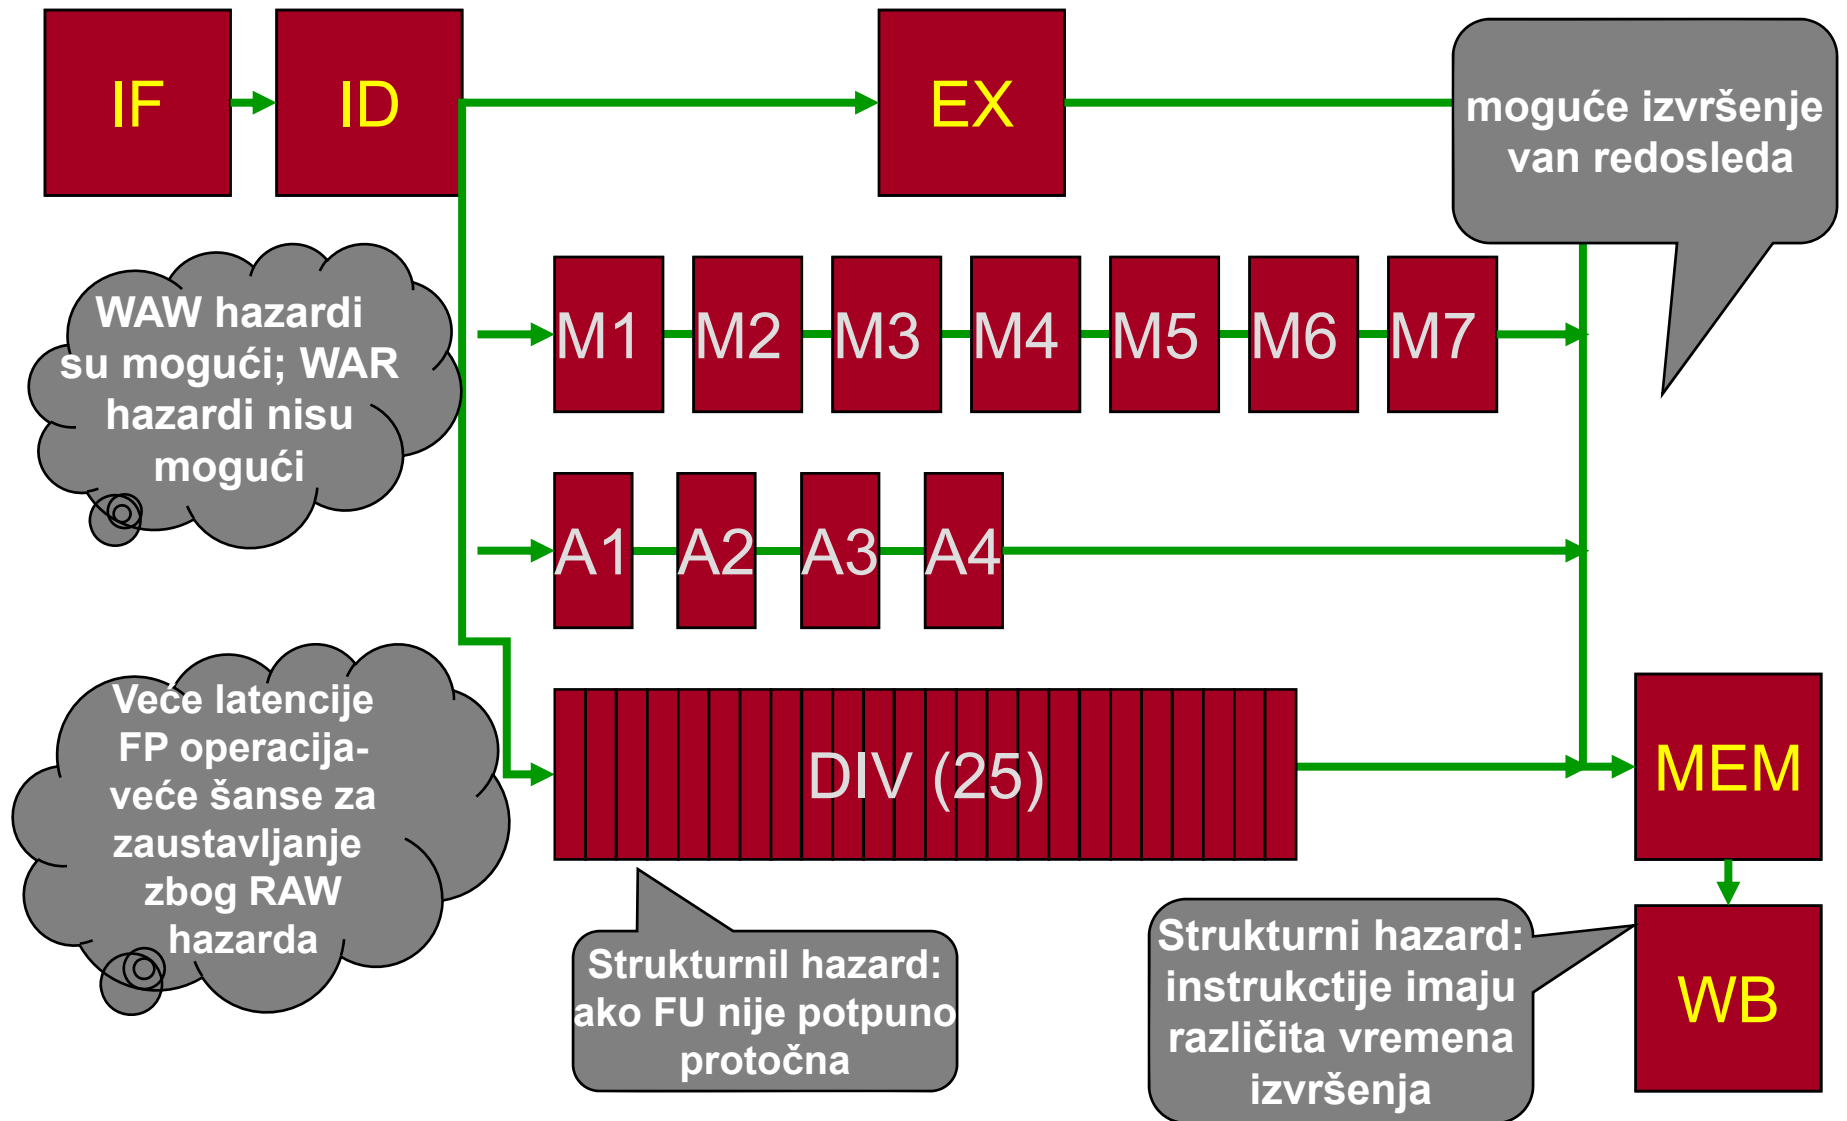 IF
ID
EX
moguće izvršenje
van redosleda
WAW hazardi
su mogući; WAR
hazardi nisu
mogući
M1
M2
M3
M4
M5
M6
M7
A1
A2
A3
A4
Veće latencije
FP operacija-
veće šanse za
zaustavljanje
zbog RAW
hazarda
DIV (25)
MEM
Strukturnil hazard:
ako FU nije potpuno
protočna
Strukturni hazard:
instrukctije imaju
različita vremena
izvršenja
WB